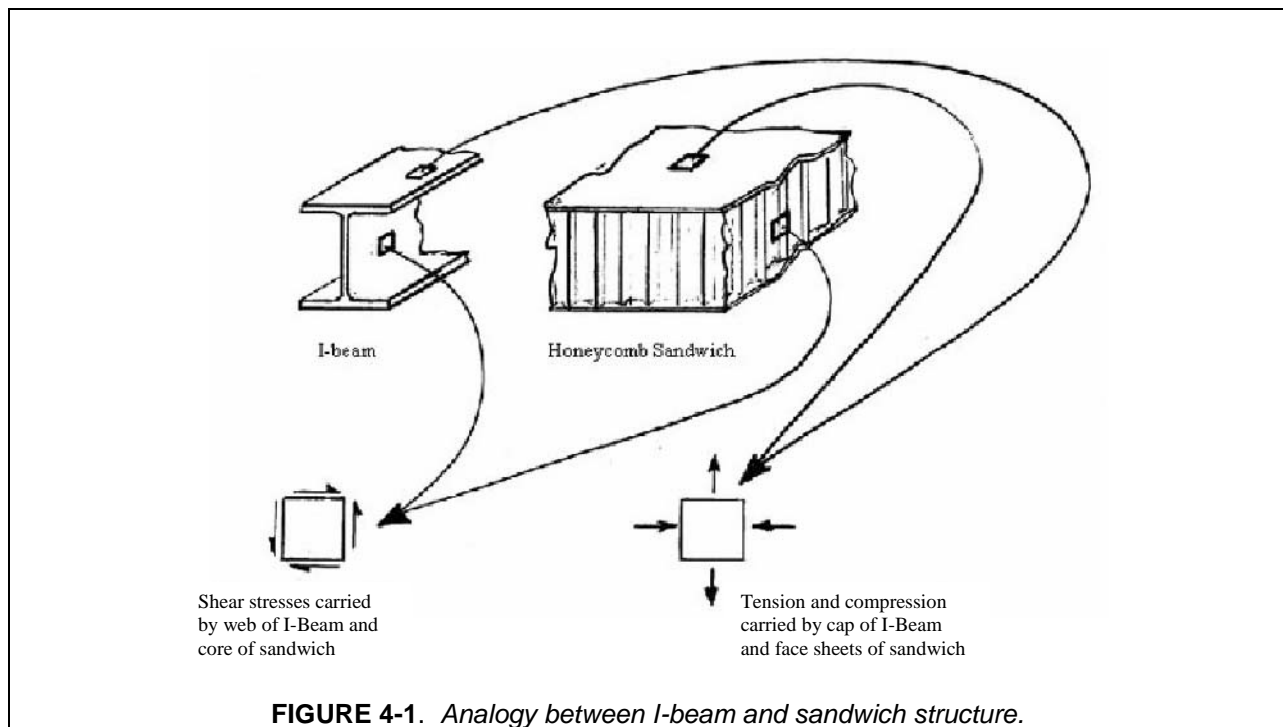 I-beam
Honeycomb Sandwich
Shear stresses carried
by web of I-Beam and
core of sandwich
Tension and compression
carried by cap of I-Beam
and face sheets of sandwich
FIGURE 4-1. Analogy between I-beam and sandwich structure.